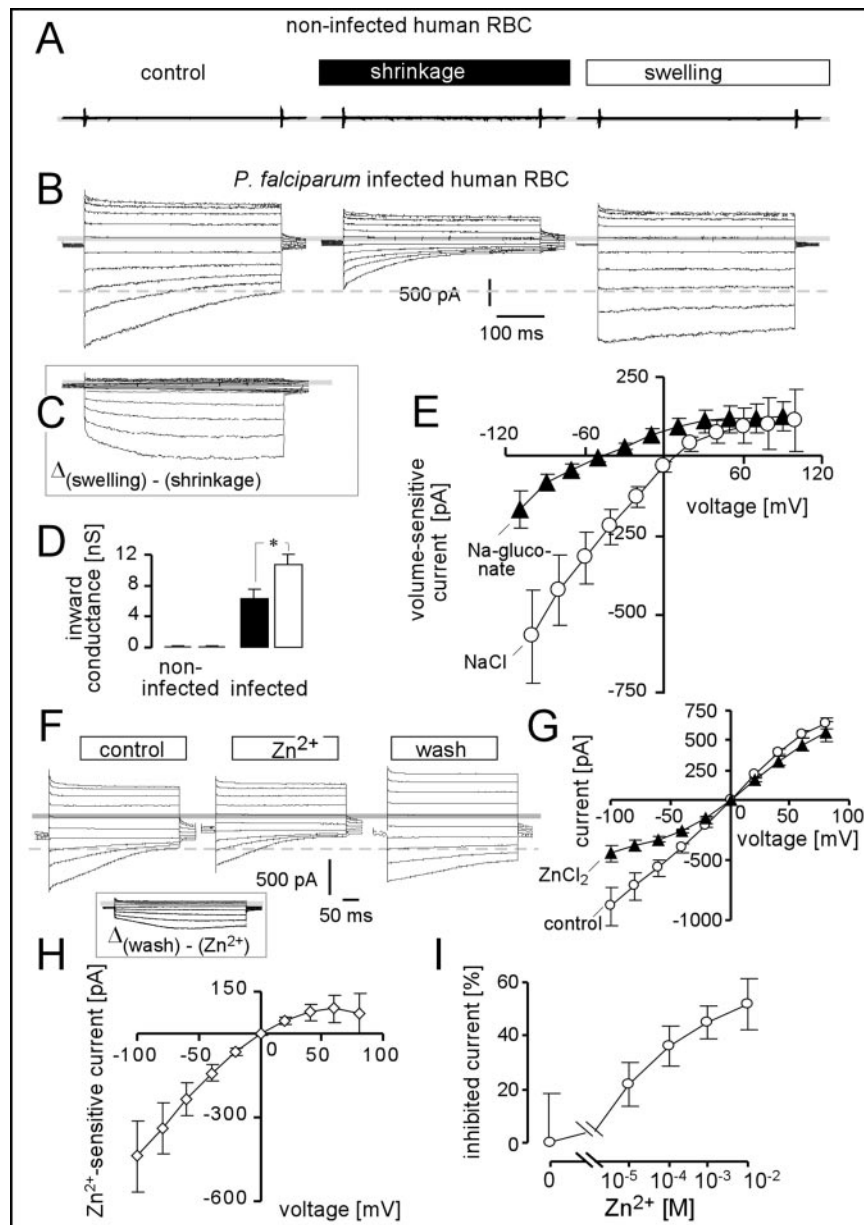 A
non-infected human RBC
control
shrinkage
swelling
B
P. falciparum infected human RBC
500 pA
100 ms
C
Δ(swelling) - (shrinkage)
D
inward
conductance [nS]
12
8
4
0
non-
infected
infected
*
E
volume-sensitive
current [pA]
250
-120
-60
60
120
voltage [mV]
-250
-500
-750
Na-gluco-
nate
NaCl
F
control
Zn2+
wash
500 pA
50 ms
Δ(wash) - (Zn2+)
G
current [pA]
750
500
250
-100
-50
0
50
100
voltage [mV]
-500
-1000
ZnCl2
control
H
Zn2+-sensitive current [pA]
150
-100
-50
0
50
100
-300
-600
voltage [mV]
I
inhibited current [%]
60
40
20
0
0
10-5
10-4
10-3
10-2
Zn2+ [M]